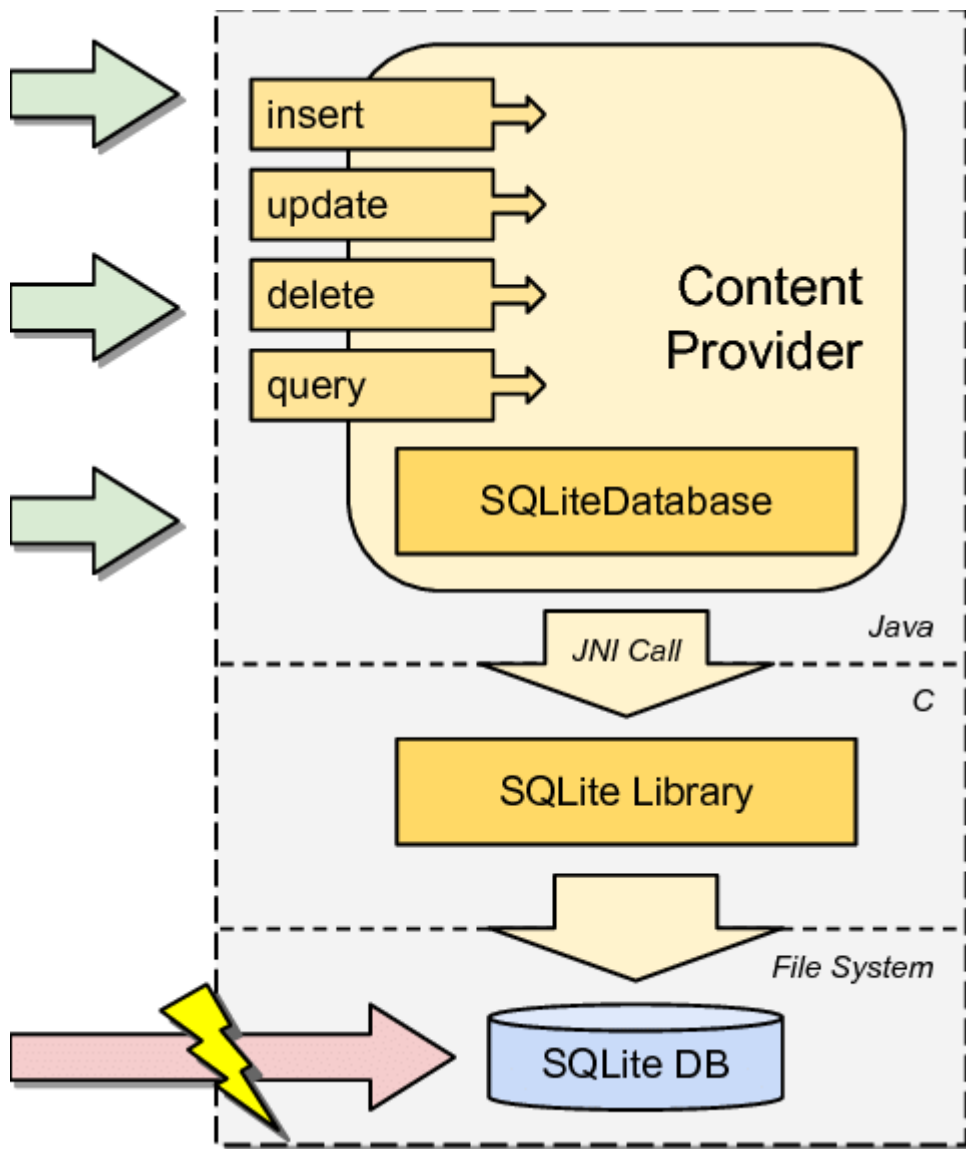 insert
update
delete
query
Content
Provider
SQLiteDatabase
Java
JNI Call
C
SQLite Library
File System
SQLite DB